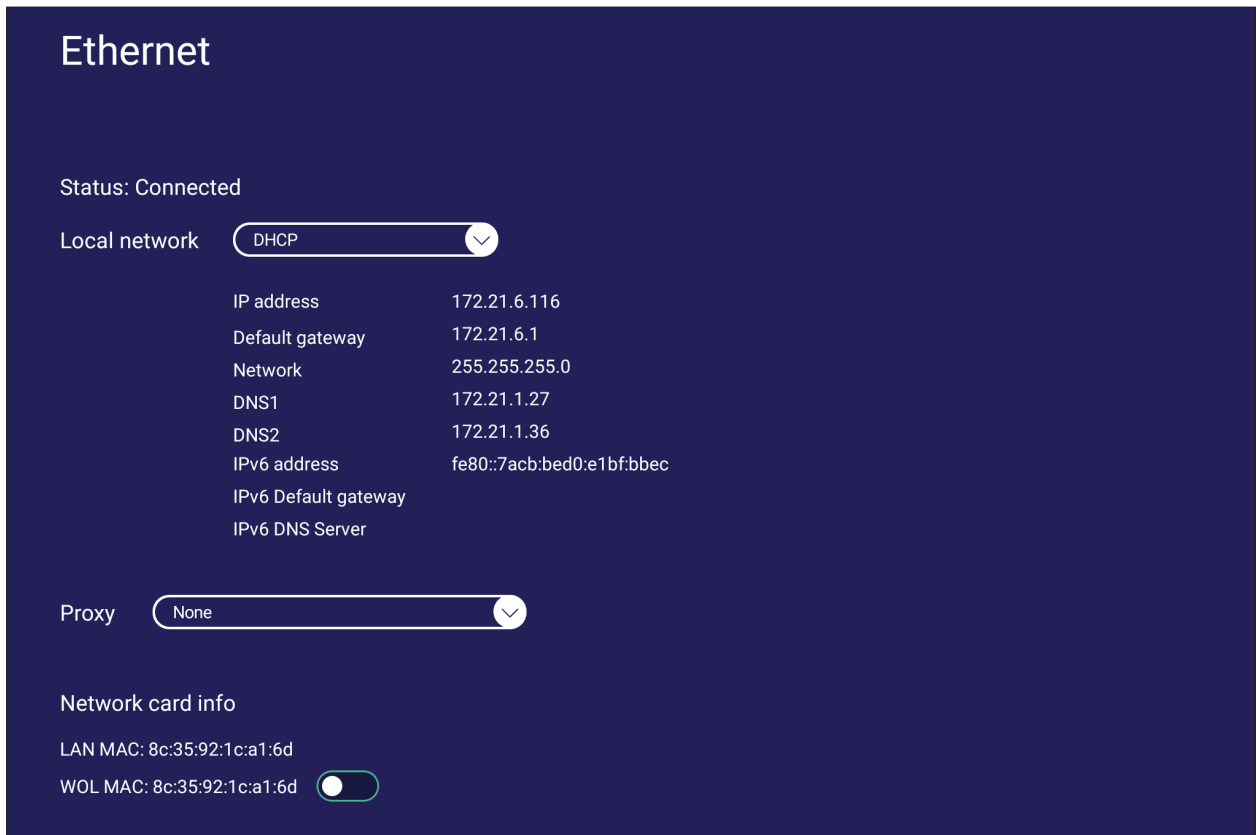 Ethernet
Status: Connected
Local network DHCP
IP address 172.21.6.116
Default gateway 172.21.6.1
Network 255.255.255.0
DNS1 172.21.1.27
DNS2 172.21.1.36
IPv6 address fe80::7acb:bed0:e1bf:bbec
IPv6 Default gateway
IPv6 DNS Server
Proxy None
Network card info
LAN MAC: 8c:35:92:1c:a1:6d
WOL MAC: 8c:35:92:1c:a1:6d